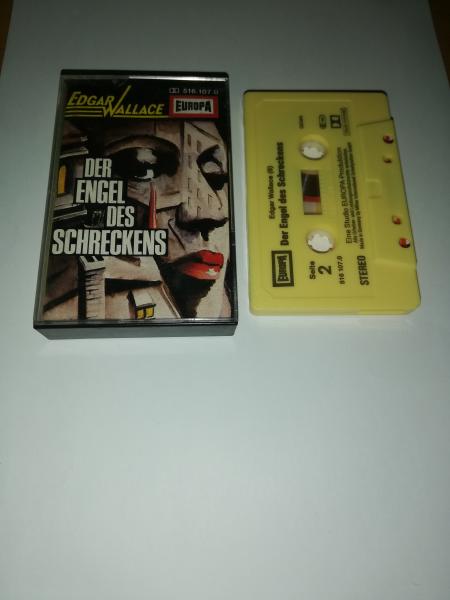 EDGAR WALLACE
516 107.0
EUROPA
DER
ENGEL
DES
SCHRECKENS
EUROPA
Seite
2
516 107.0
Edgar Wallace (6)
Der Engel des Schreckens
Eine Studio EUROPA-Produktion
STEREO